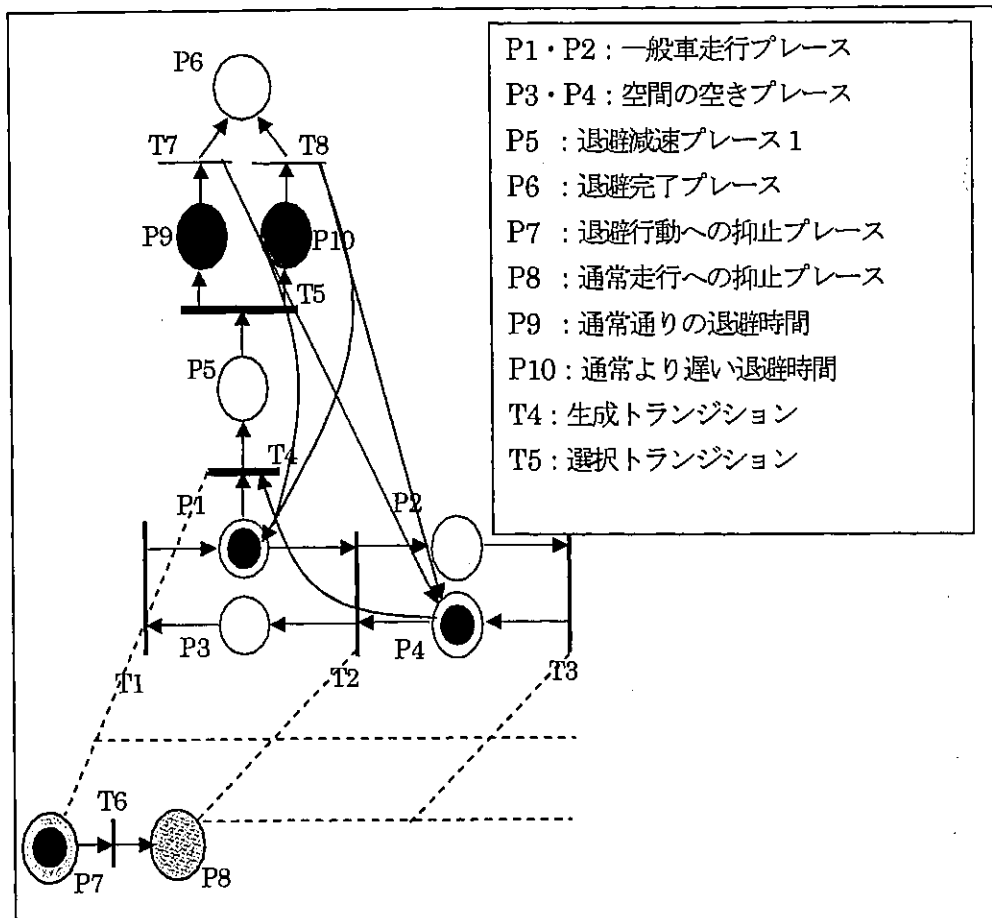 P1・P2：一般車走行プレース
P3・P4：空間の空きプレース
P5 ：退避減速プレース1
P6 ：退避完了プレース
P7 ：退避行動への抑止プレース
P8 ：通常走行への抑止プレース
P9 ：通常通りの退避時間
P10：通常より遅い退避時間
T4：生成トランジション
T5：選択トランジション
P6
T7
T8
P9
P10
T5
P5
T4
P1
P2
P3
P4
T1
T2
T3
T6
P7
P8